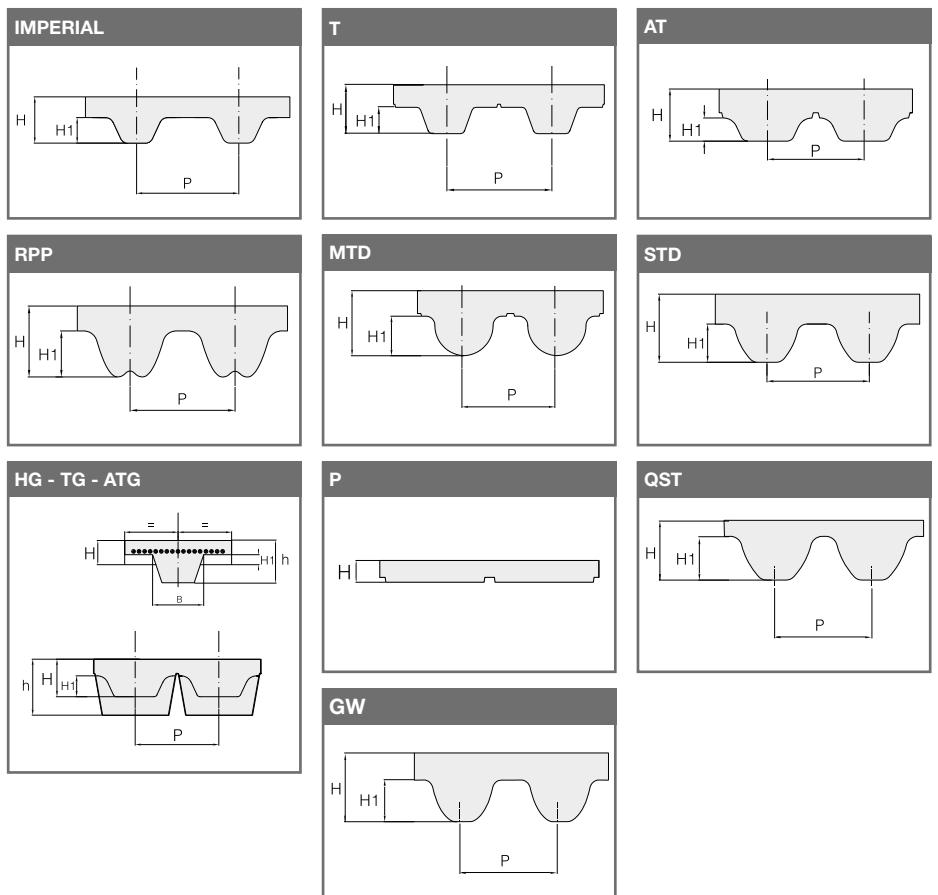 IMPERIAL
H
H1
P
T
H
H1
P
AT
H
H1
P
RPP
H
H1
P
MTD
H
H1
P
STD
H
H1
P
HG - TG - ATG
= =
H
H1
h
B
h
H
H1
P
P
H
QST
H
H1
P
GW
H
H1
P